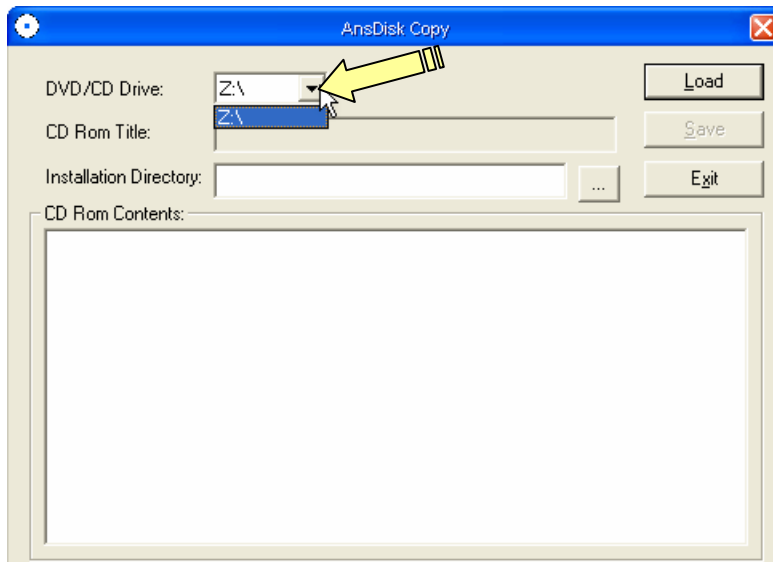 AnsDisk Copy
DVD/CD Drive: Z:\ Load
Z:\
CD Rom Title: Save
Installation Directory: ... Exit
CD Rom Contents: